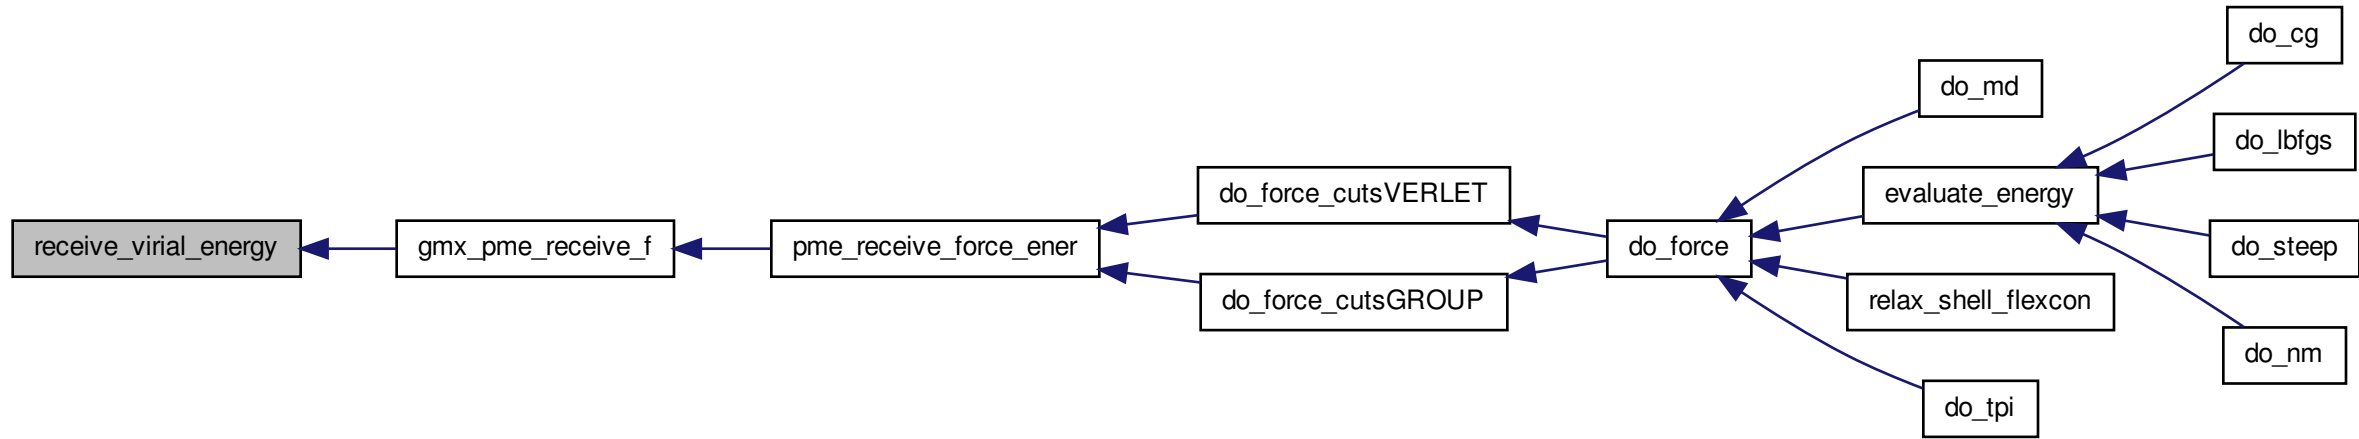 receive_virial_energy
gmx_pme_receive_f
pme_receive_force_ener
do_force_cutsVERLET
do_force_cutsGROUP
do_force
do_md
evaluate_energy
relax_shell_flexcon
do_tpi
do_cg
do_lbfgs
do_steep
do_nm